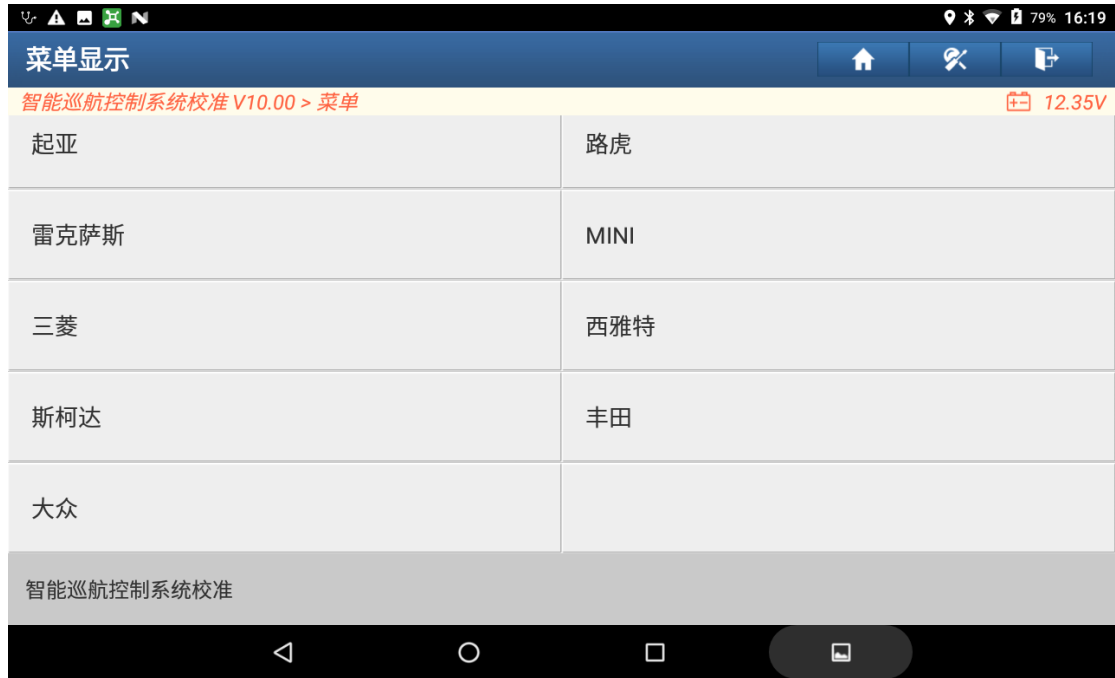 79% 16:19
菜单显示
智能巡航控制系统校准 V10.00 > 菜单 12.35V
起亚 路虎
雷克萨斯 MINI
三菱 西雅特
斯柯达 丰田
大众
智能巡航控制系统校准